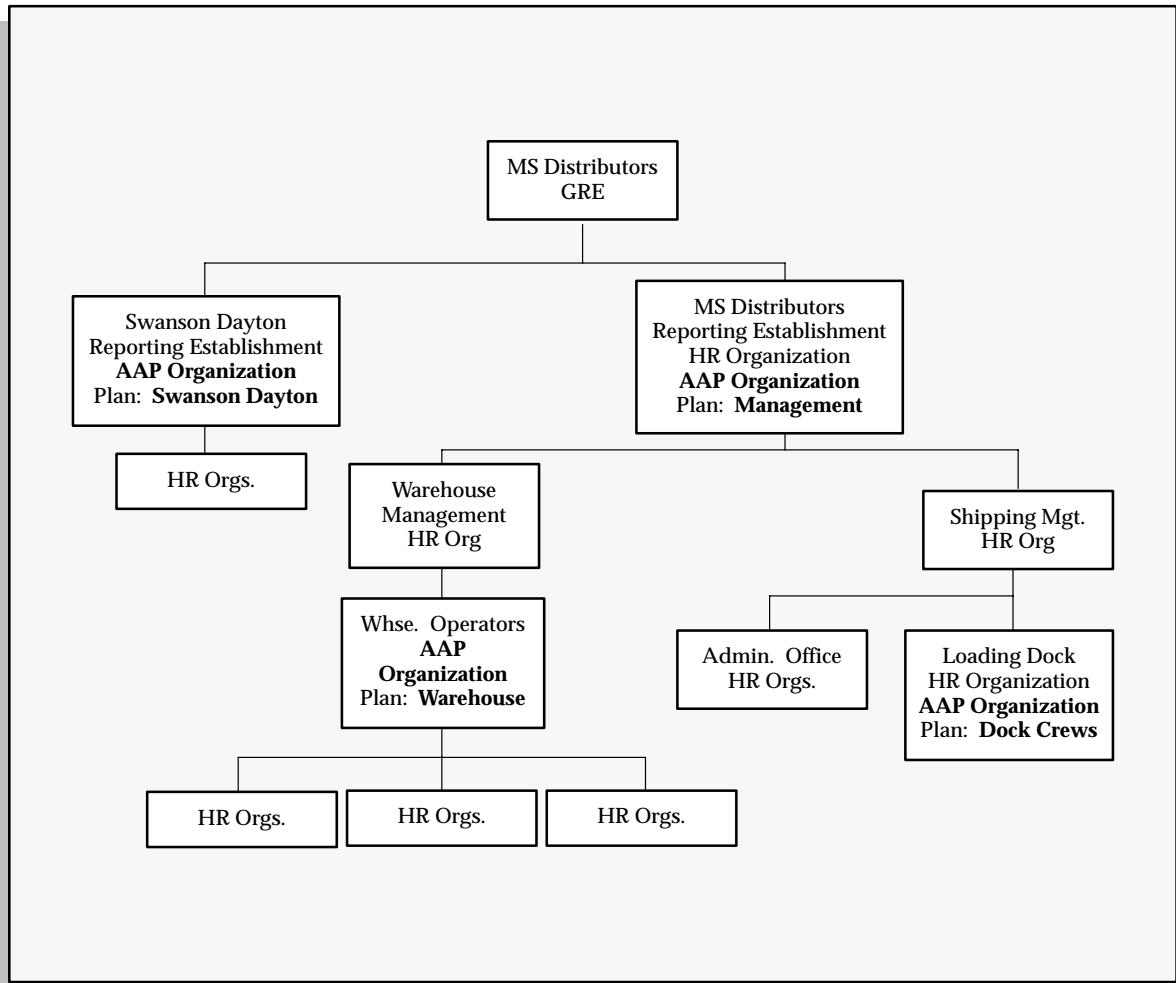 MS Distributors
GRE
Swanson Dayton
Reporting Establishment
AAP Organization
Plan: Swanson Dayton
MS Distributors
Reporting Establishment
HR Organization
AAP Organization
Plan: Management
HR Orgs.
Warehouse
Management
HR Org
Shipping Mgt.
HR Org
Whse. Operators
AAP
Organization
Plan: Warehouse
Admin. Office
HR Orgs.
Loading Dock
HR Organization
AAP Organization
Plan: Dock Crews
HR Orgs.
HR Orgs.
HR Orgs.